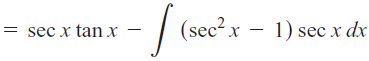 = sec x tan x − ∫ (sec² x − 1) sec x dx